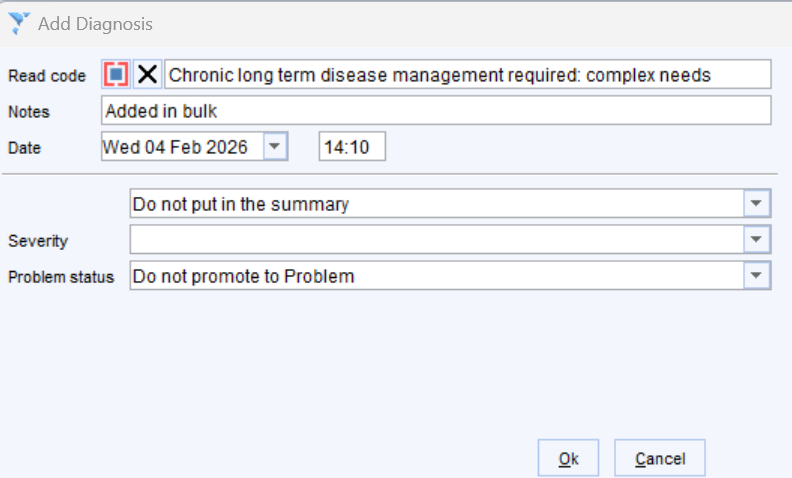 Add Diagnosis
Read code Chronic long term disease management required: complex needs
Notes Added in bulk
Date Wed 04 Feb 2026 14:10
Do not put in the summary
Severity
Problem status Do not promote to Problem
Ok Cancel